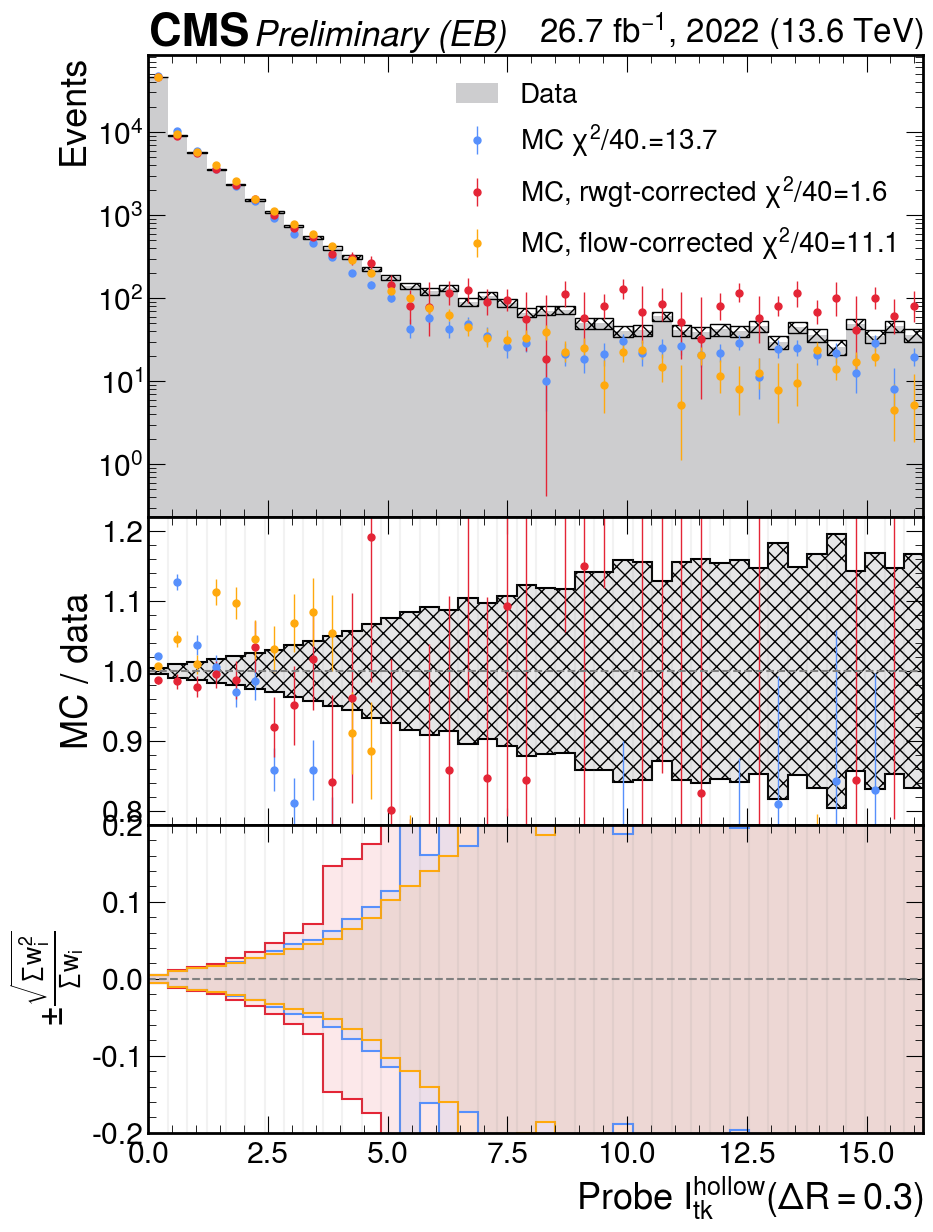 CMS Preliminary (EB) 26.7 fb⁻¹, 2022 (13.6 TeV)
Events
10⁴
10³
10²
10¹
10⁰
Data
MC χ²/40.=13.7
MC, rwgt-corrected χ²/40=1.6
MC, flow-corrected χ²/40=11.1
MC / data
1.2
1.1
1.0
0.9
0.8
±√Σwᵢ²/Σwᵢ
0.2
0.1
0.0
-0.1
-0.2
0.0 2.5 5.0 7.5 10.0 12.5 15.0
Probe I_tk^hollow(ΔR = 0.3)